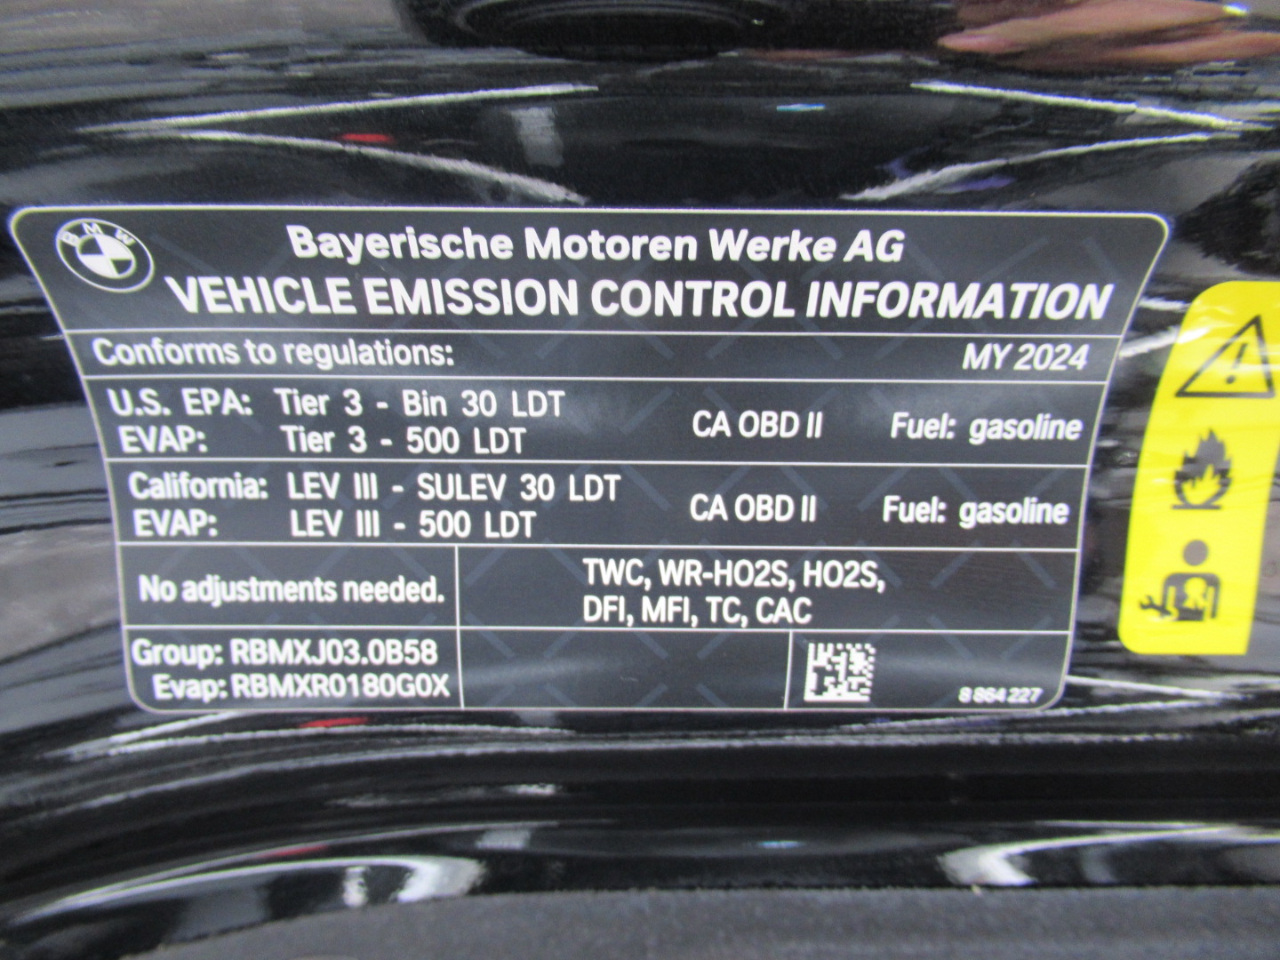 BMW
Bayerische Motoren Werke AG
VEHICLE EMISSION CONTROL INFORMATION
Conforms to regulations: MY 2024
U.S. EPA: Tier 3 - Bin 30 LDT
EVAP: Tier 3 - 500 LDT
CA OBD II Fuel: gasoline
California: LEV III - SULEV 30 LDT
EVAP: LEV III - 500 LDT
CA OBD II Fuel: gasoline
No adjustments needed.
TWC, WR-HO2S, HO2S,
DFI, MFI, TC, CAC
Group: RBMXJ03.0B58
Evap: RBMXR0180G0X
8 864 227